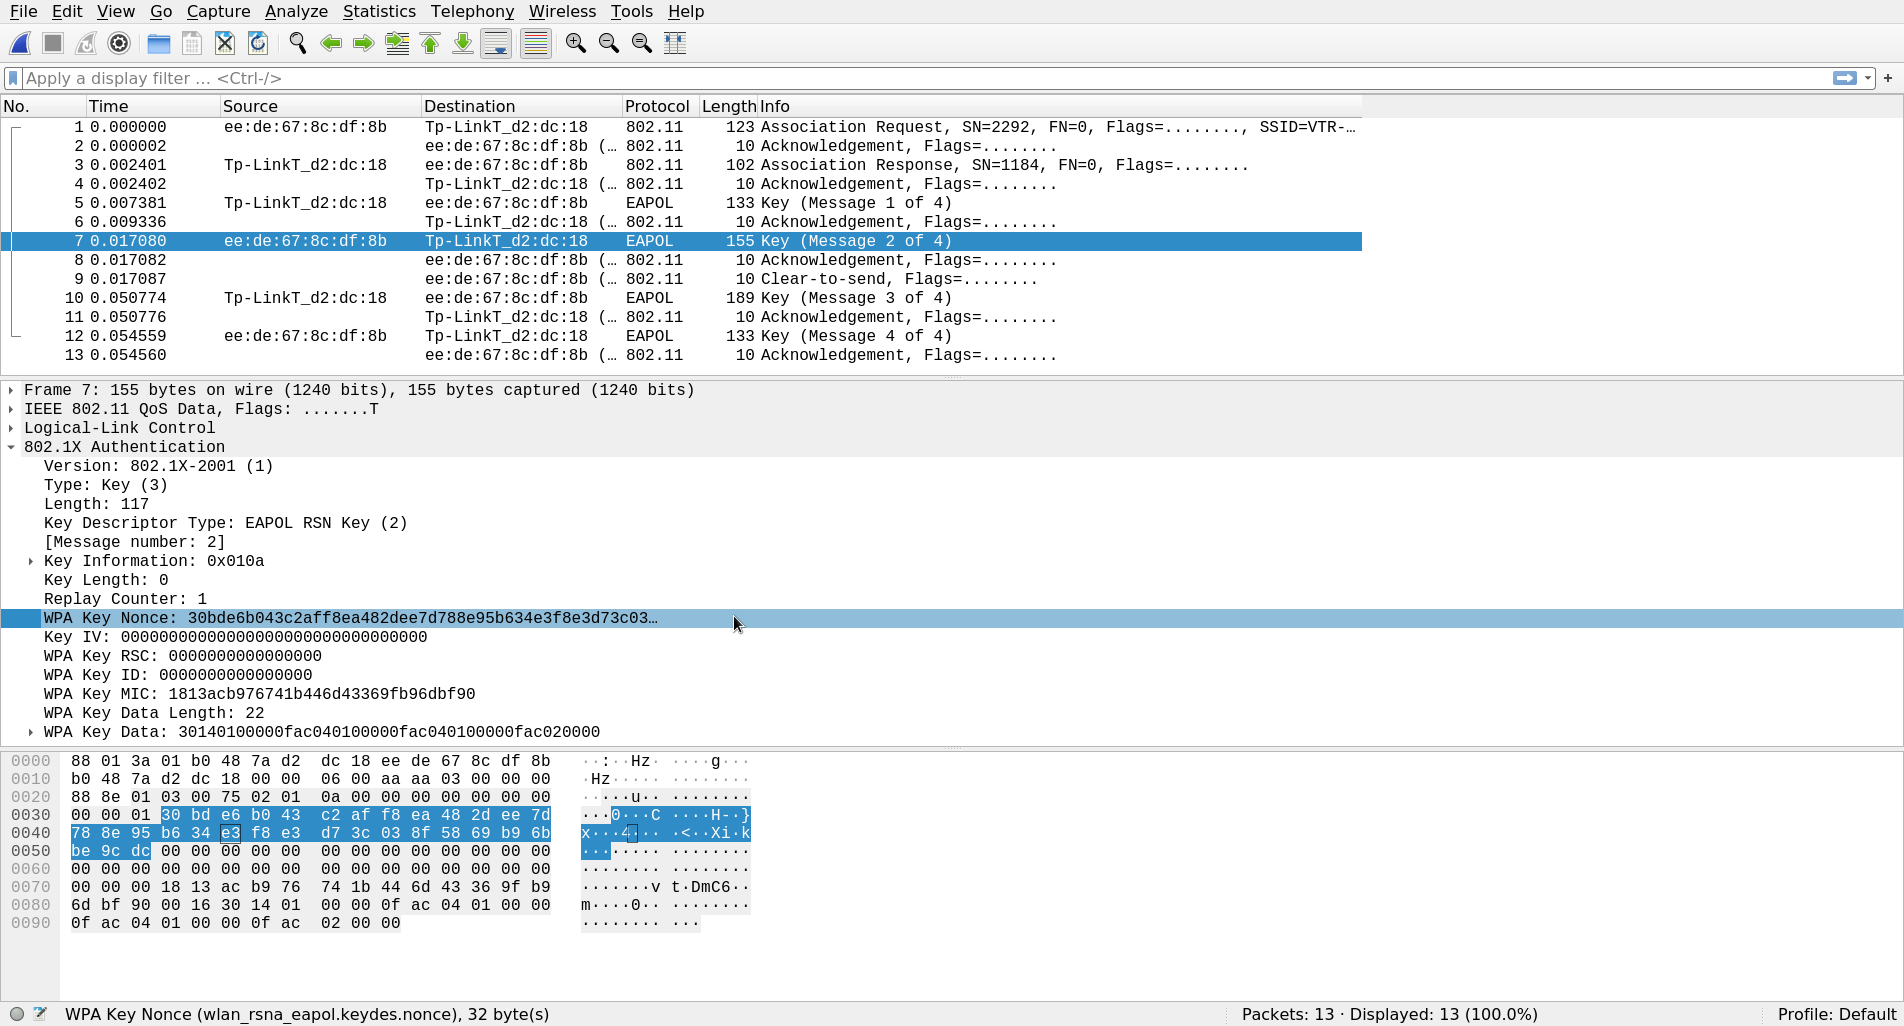 File Edit View Go Capture Analyze Statistics Telephony Wireless Tools Help
Apply a display filter … <Ctrl-/>
No. Time Source Destination Protocol Length Info
1 0.000000 ee:de:67:8c:df:8b Tp-LinkT_d2:dc:18 802.11 123 Association Request, SN=2292, FN=0, Flags=........, SSID=VTR-…
2 0.000002 ee:de:67:8c:df:8b (… 802.11 10 Acknowledgement, Flags=........
3 0.002401 Tp-LinkT_d2:dc:18 ee:de:67:8c:df:8b 802.11 102 Association Response, SN=1184, FN=0, Flags=........
4 0.002402 Tp-LinkT_d2:dc:18 (… 802.11 10 Acknowledgement, Flags=........
5 0.007381 Tp-LinkT_d2:dc:18 ee:de:67:8c:df:8b EAPOL 133 Key (Message 1 of 4)
6 0.009336 Tp-LinkT_d2:dc:18 (… 802.11 10 Acknowledgement, Flags=........
7 0.017080 ee:de:67:8c:df:8b Tp-LinkT_d2:dc:18 EAPOL 155 Key (Message 2 of 4)
8 0.017082 ee:de:67:8c:df:8b (… 802.11 10 Acknowledgement, Flags=........
9 0.017087 ee:de:67:8c:df:8b (… 802.11 10 Clear-to-send, Flags=........
10 0.050774 Tp-LinkT_d2:dc:18 ee:de:67:8c:df:8b EAPOL 189 Key (Message 3 of 4)
11 0.050776 Tp-LinkT_d2:dc:18 (… 802.11 10 Acknowledgement, Flags=........
12 0.054559 ee:de:67:8c:df:8b Tp-LinkT_d2:dc:18 EAPOL 133 Key (Message 4 of 4)
13 0.054560 ee:de:67:8c:df:8b (… 802.11 10 Acknowledgement, Flags=........
Frame 7: 155 bytes on wire (1240 bits), 155 bytes captured (1240 bits)
IEEE 802.11 QoS Data, Flags: .......T
Logical-Link Control
802.1X Authentication
Version: 802.1X-2001 (1)
Type: Key (3)
Length: 117
Key Descriptor Type: EAPOL RSN Key (2)
[Message number: 2]
Key Information: 0x010a
Key Length: 0
Replay Counter: 1
WPA Key Nonce: 30bde6b043c2aff8ea482dee7d788e95b634e3f8e3d73c03…
Key IV: 00000000000000000000000000000000
WPA Key RSC: 0000000000000000
WPA Key ID: 0000000000000000
WPA Key MIC: 1813acb976741b446d43369fb96dbf90
WPA Key Data Length: 22
WPA Key Data: 30140100000fac040100000fac040100000fac020000
0000 88 01 3a 01 b0 48 7a d2 dc 18 ee de 67 8c df 8b ··:··Hz· ····g···
0010 b0 48 7a d2 dc 18 00 00 06 00 aa aa 03 00 00 00 ·Hz····· ········
0020 88 8e 01 03 00 75 02 01 0a 00 00 00 00 00 00 00 ·····u·· ········
0030 00 00 01 30 bd e6 b0 43 c2 af f8 ea 48 2d ee 7d ···0···C ····H-·}
0040 78 8e 95 b6 34 e3 f8 e3 d7 3c 03 8f 58 69 b9 6b x···4··· ·<··Xi·k
0050 be 9c dc 00 00 00 00 00 00 00 00 00 00 00 00 00 ········ ········
0060 00 00 00 00 00 00 00 00 00 00 00 00 00 00 00 00 ········ ········
0070 00 00 00 18 13 ac b9 76 74 1b 44 6d 43 36 9f b9 ·······v t·DmC6··
0080 6d bf 90 00 16 30 14 01 00 00 0f ac 04 01 00 00 m····0·· ········
0090 0f ac 04 01 00 00 0f ac 02 00 00 ········ ···
WPA Key Nonce (wlan_rsna_eapol.keydes.nonce), 32 byte(s) Packets: 13 · Displayed: 13 (100.0%) Profile: Default